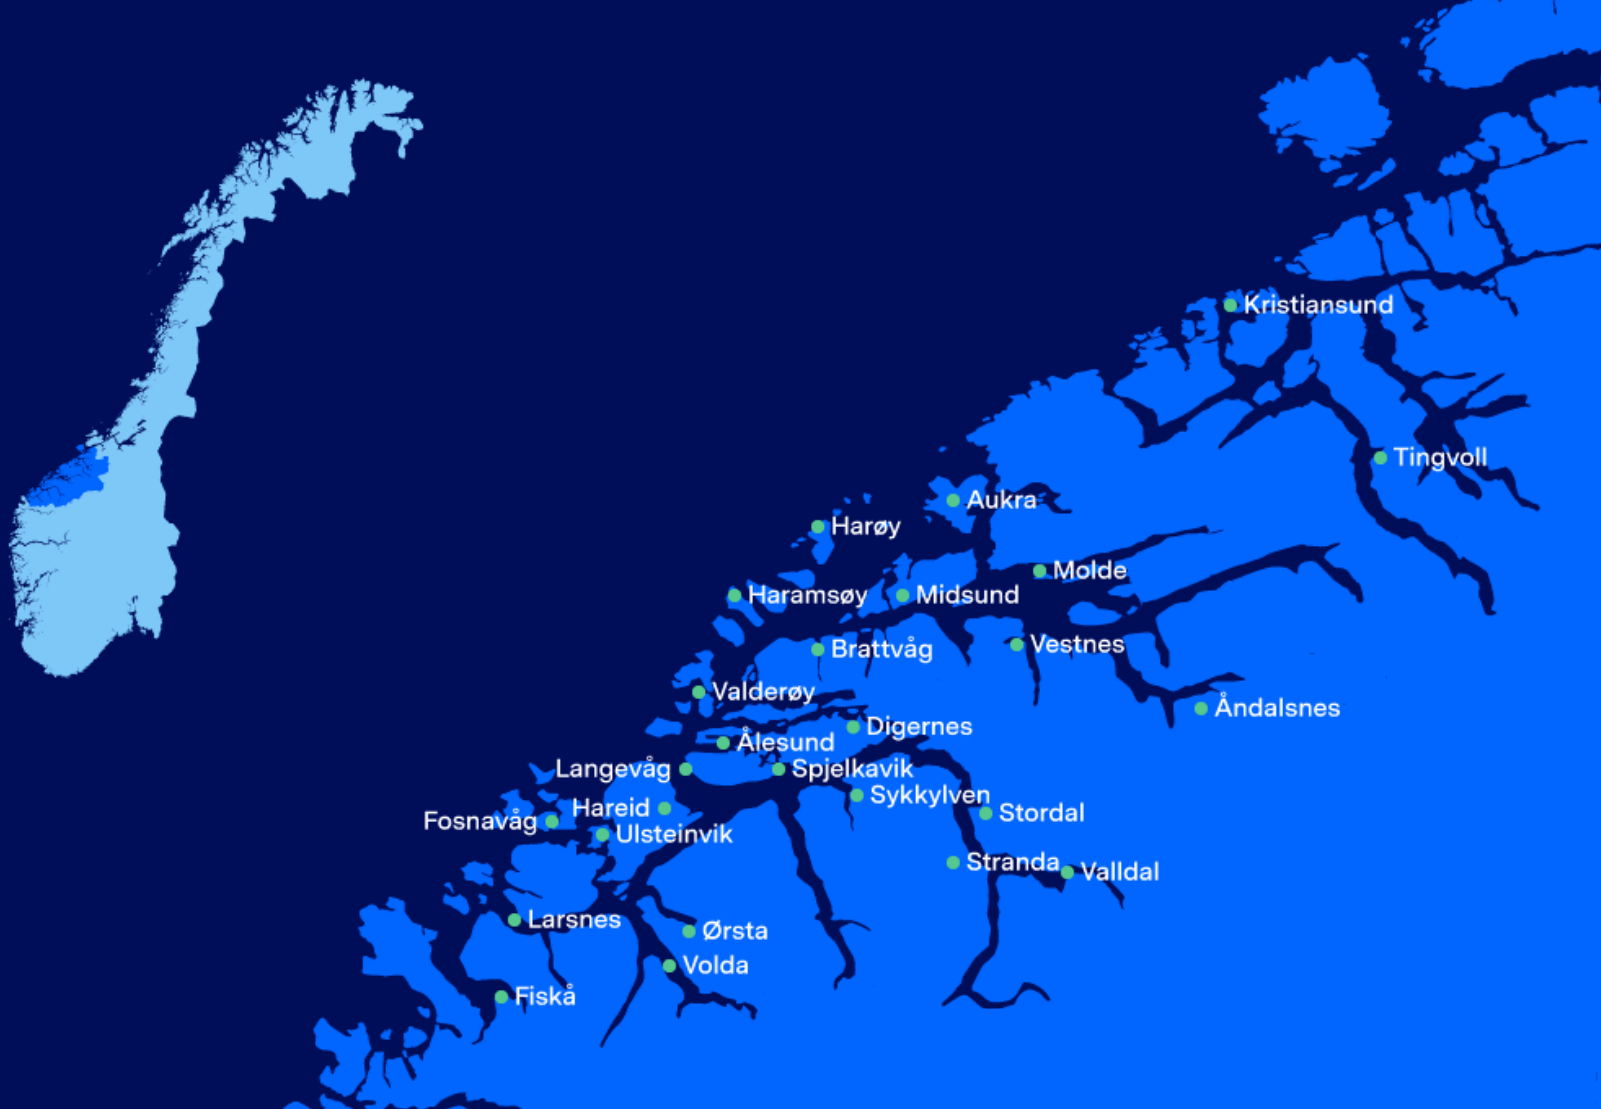 Kristiansund
Tingvoll
Aukra
Harøy
Molde
Haramsøy
Midsund
Vestnes
Brattvåg
Valderøy
Åndalsnes
Digernes
Ålesund
Langevåg
Spjelkavik
Sykkylven
Hareid
Stordal
Fosnavåg
Ulsteinvik
Stranda
Valldal
Larsnes
Ørsta
Volda
Fiskå